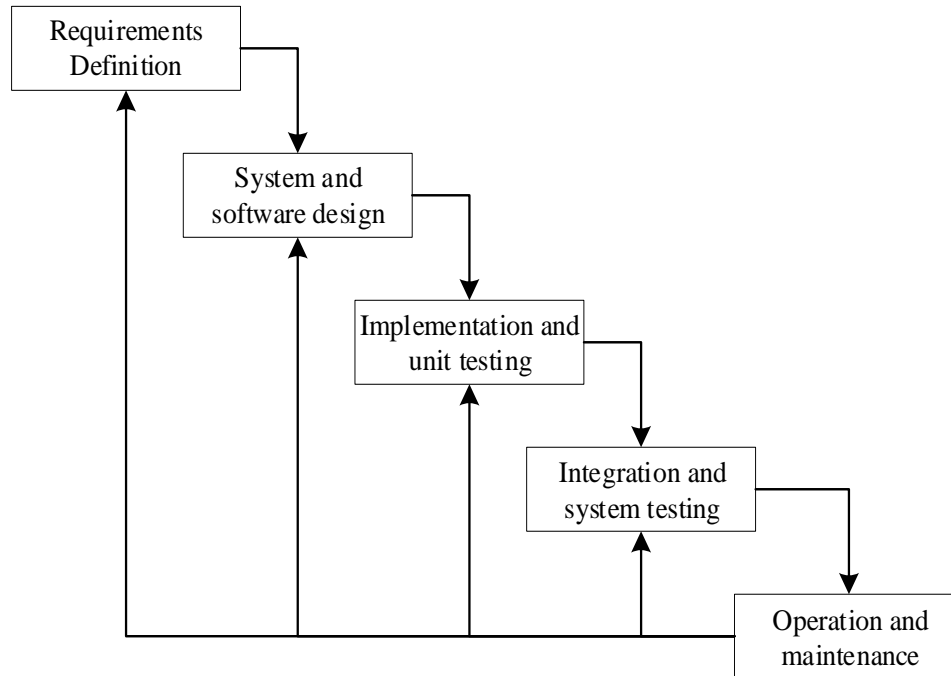 Requirements
Definition
System and
software design
Implementation and
unit testing
Integration and
system testing
Operation and
maintenance